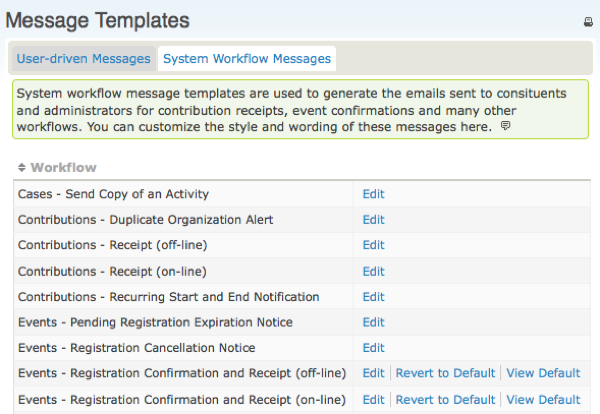 Message Templates
User-driven Messages System Workflow Messages
System workflow message templates are used to generate the emails sent to consituents
and administrators for contribution receipts, event confirmations and many other
workflows. You can customize the style and wording of these messages here.
Workflow
Cases - Send Copy of an Activity Edit
Contributions - Duplicate Organization Alert Edit
Contributions - Receipt (off-line) Edit
Contributions - Receipt (on-line) Edit
Contributions - Recurring Start and End Notification Edit
Events - Pending Registration Expiration Notice Edit
Events - Registration Cancellation Notice Edit
Events - Registration Confirmation and Receipt (off-line) Edit | Revert to Default | View Default
Events - Registration Confirmation and Receipt (on-line) Edit | Revert to Default | View Default